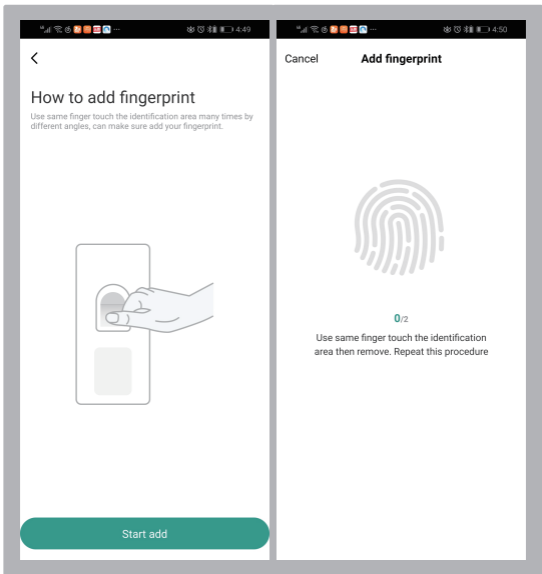 4:49
How to add fingerprint
Use same finger touch the identification area many times by
different angles, can make sure add your fingerprint.
Start add
4:50
Cancel
Add fingerprint
0/2
Use same finger touch the identification
area then remove. Repeat this procedure